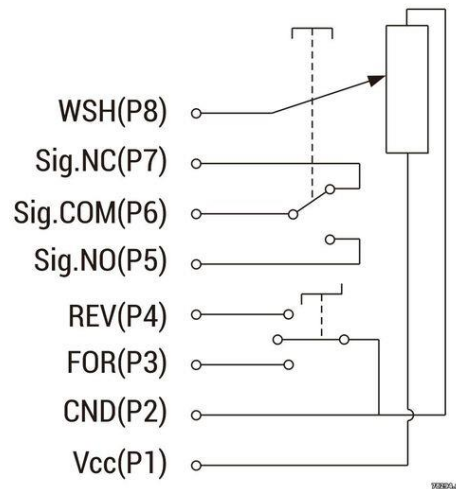 WSH(P8)
Sig.NC(P7)
Sig.COM(P6)
Sig.NO(P5)
REV(P4)
FOR(P3)
CND(P2)
Vcc(P1)